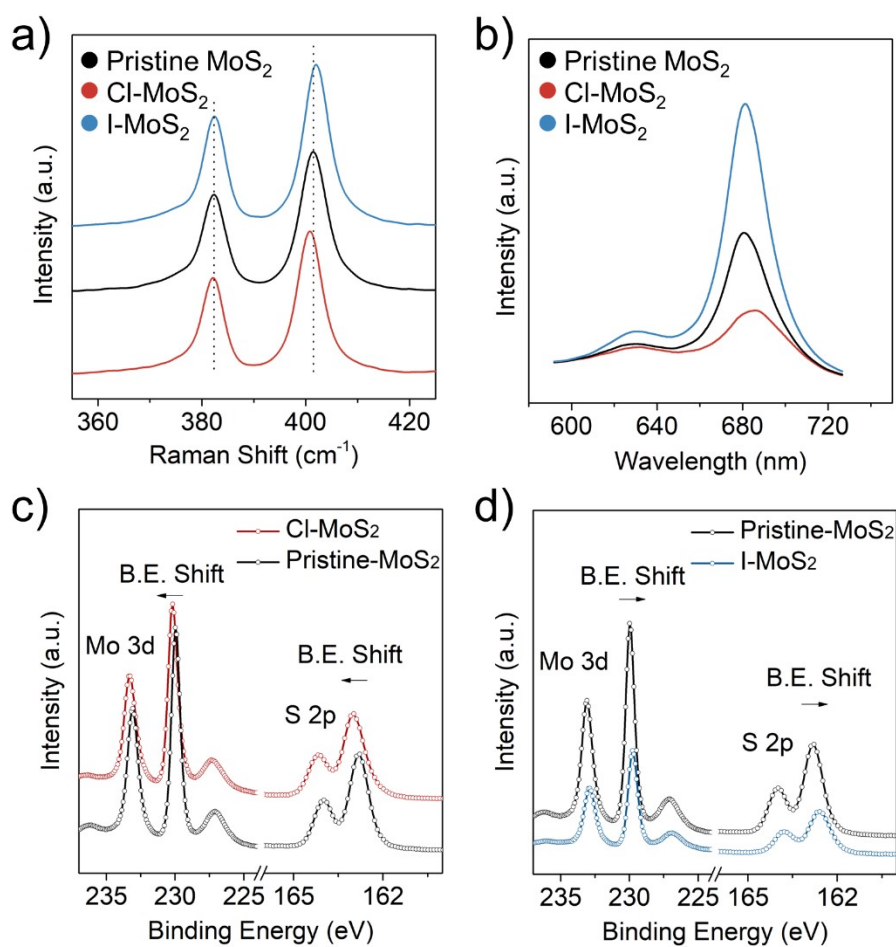 a)
Pristine MoS₂
Cl-MoS₂
I-MoS₂
Intensity (a.u.)
360 380 400 420
Raman Shift (cm⁻¹)
b)
Pristine MoS₂
Cl-MoS₂
I-MoS₂
Intensity (a.u.)
600 640 680 720
Wavelength (nm)
c)
Cl-MoS₂
Pristine-MoS₂
B.E. Shift
Mo 3d
B.E. Shift
S 2p
Intensity (a.u.)
235 230 225 165 162
Binding Energy (eV)
d)
Pristine-MoS₂
I-MoS₂
B.E. Shift
Mo 3d
B.E. Shift
S 2p
Intensity (a.u.)
235 230 225 165 162
Binding Energy (eV)